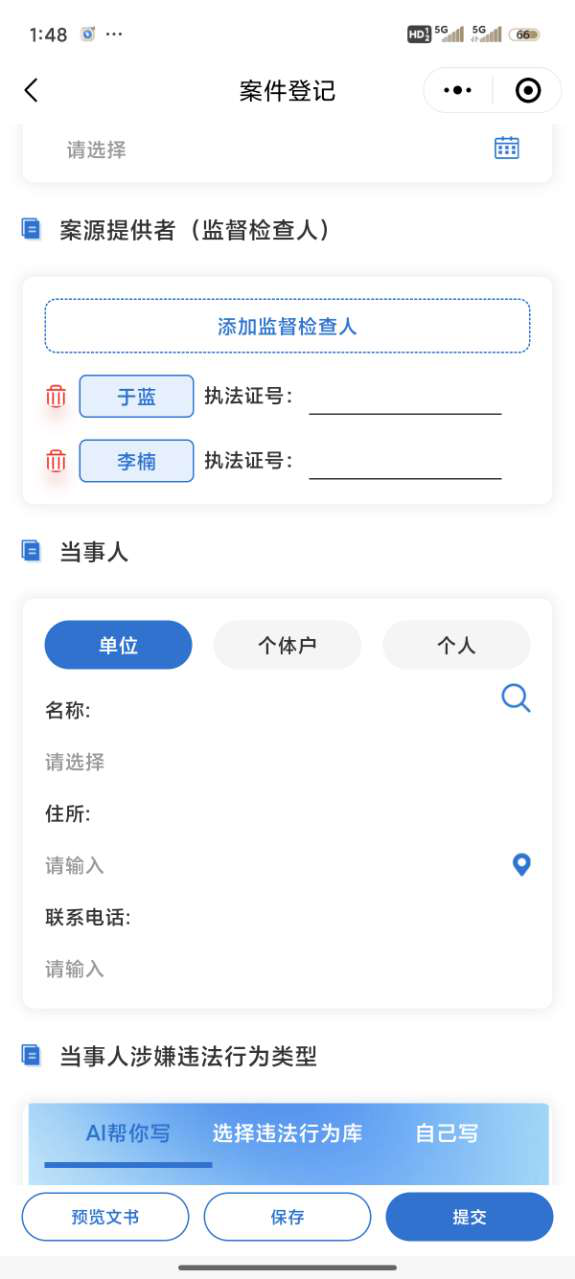 1:48 ··· HD 1 2 5G 5G 66
案件登记
请选择
案源提供者（监督检查人）
添加监督检查人
于蓝 执法证号：
李楠 执法证号：
当事人
单位 个体户 个人
名称:
请选择
住所:
请输入
联系电话:
请输入
当事人涉嫌违法行为类型
AI帮你写 选择违法行为库 自己写
预览文书 保存 提交